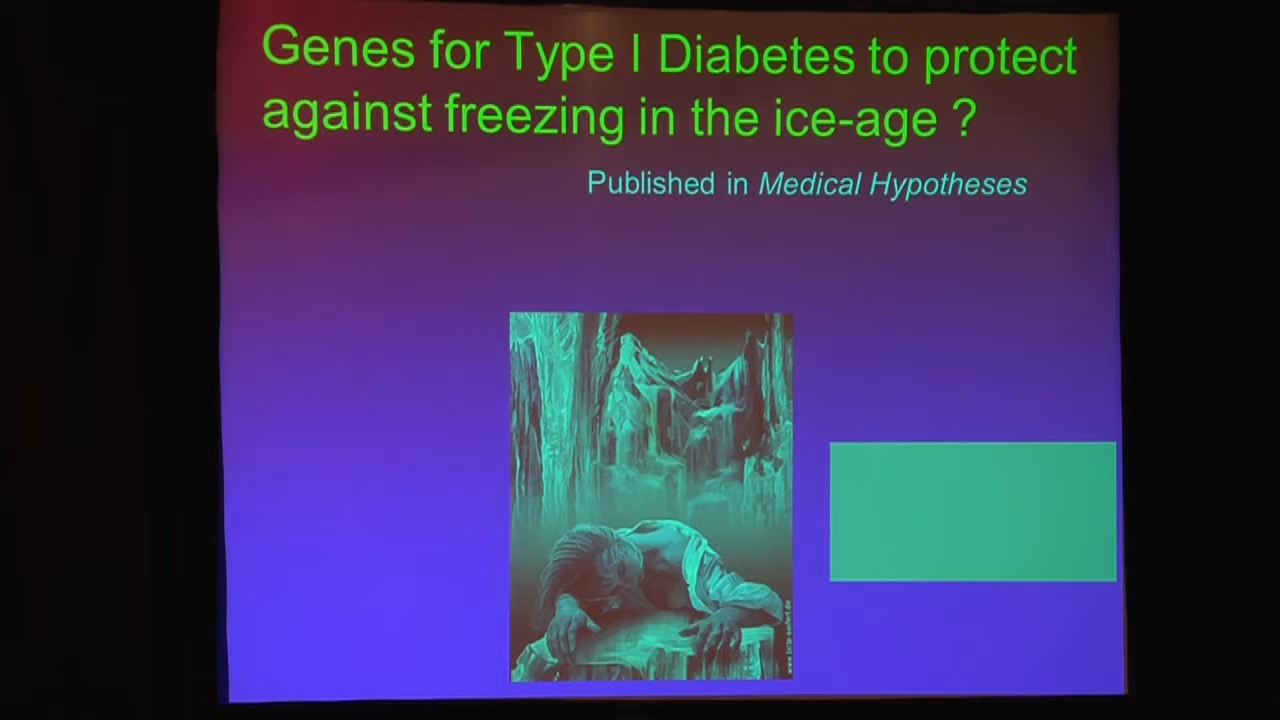 Genes for Type I Diabetes to protect
against freezing in the ice-age ?
Published in Medical Hypotheses